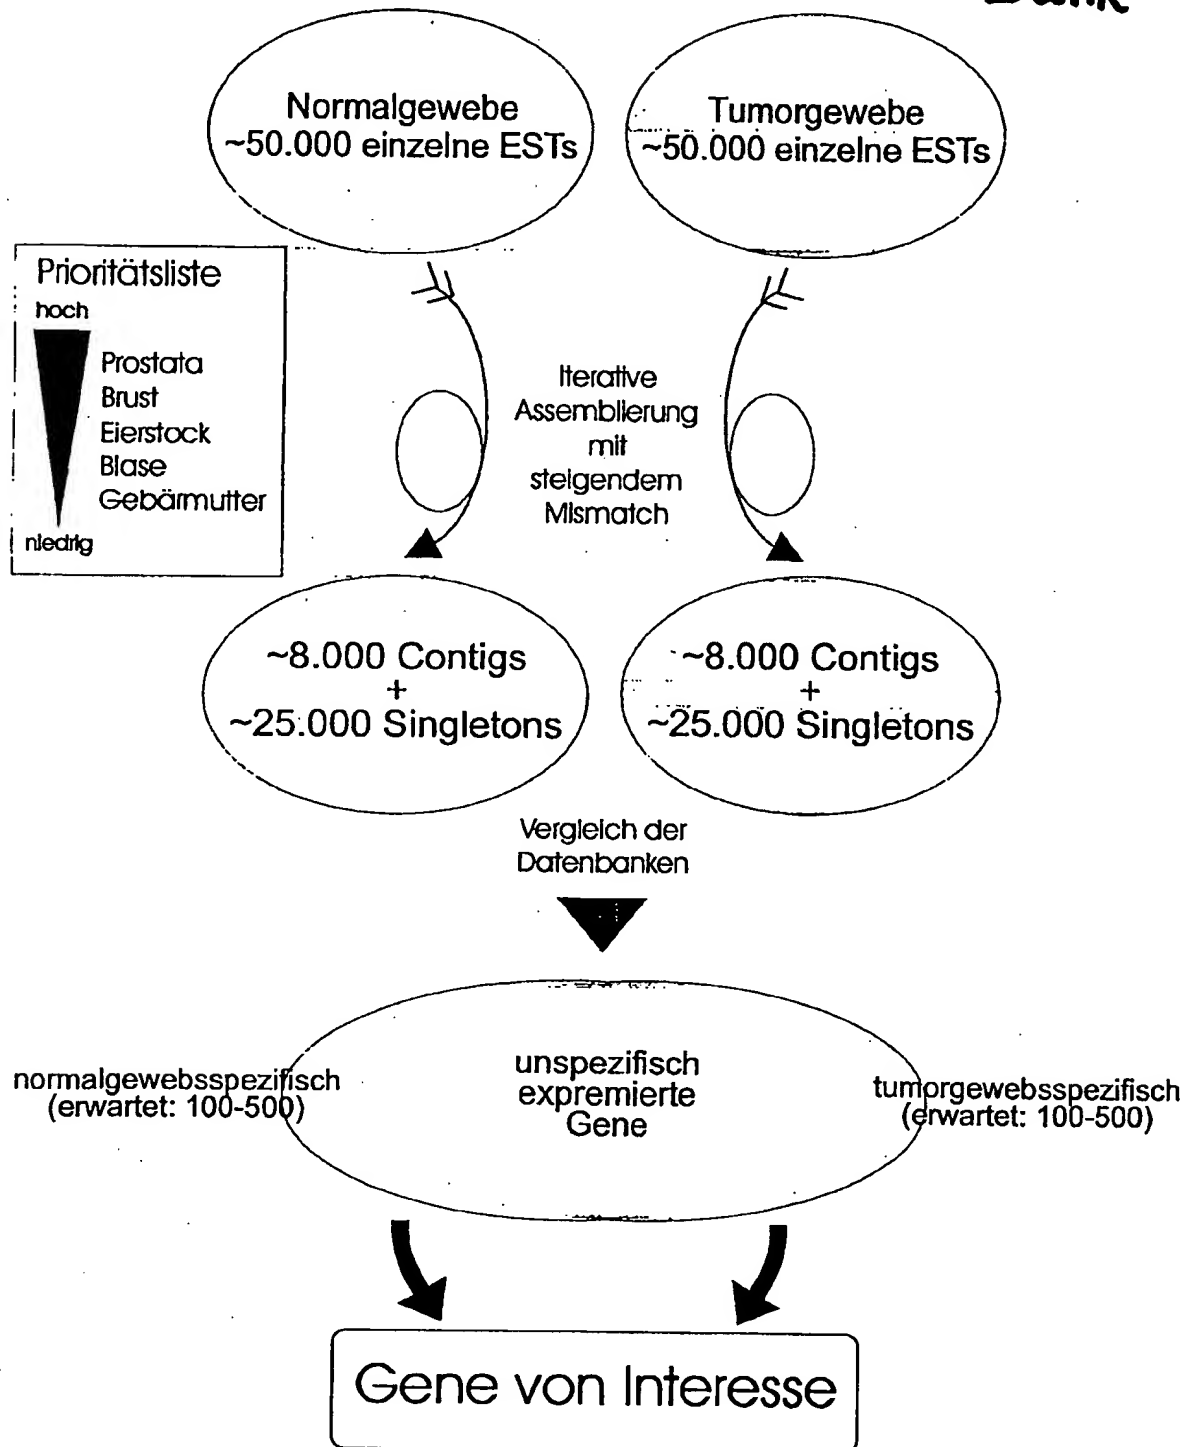 Normalgewebe
~50.000 einzelne ESTs
Tumorgewebe
~50.000 einzelne ESTs
Prioritätsliste
hoch
Prostata
Brust
Eierstock
Blase
Gebärmutter
niedrig
Iterative
Assemblierung
mit
steigendem
Mismatch
~8.000 Contigs
+
~25.000 Singletons
~8.000 Contigs
+
~25.000 Singletons
Vergleich der
Datenbanken
normalgewebsspezifisch
(erwartet: 100-500)
unspezifisch
expremierte
Gene
tumorgewebsspezifisch
(erwartet: 100-500)
Gene von Interesse